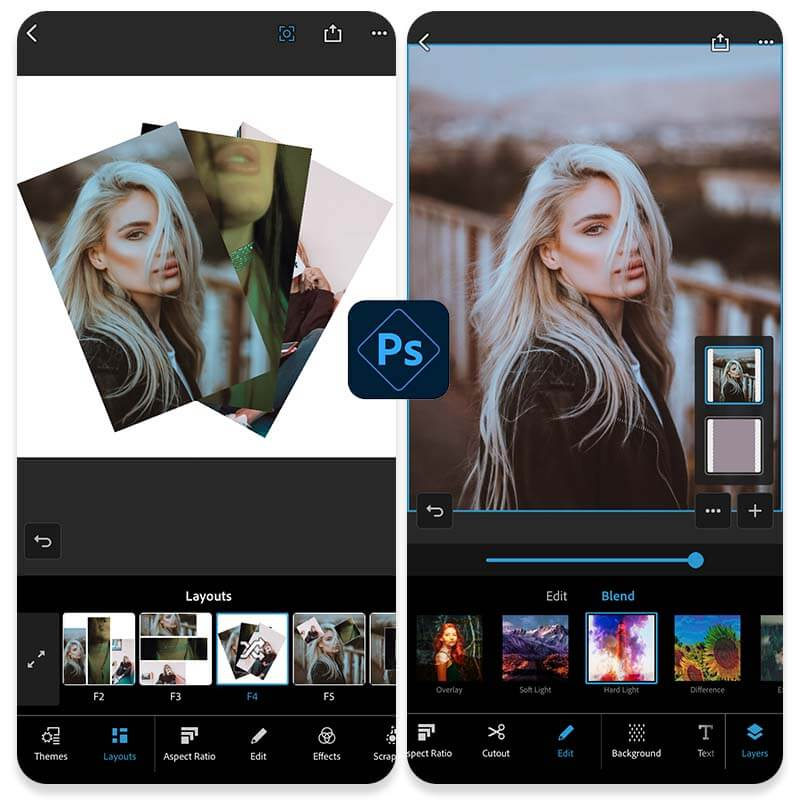 Ps
Layouts
F2
F3
F4
F5
Themes
Layouts
Aspect Ratio
Edit
Effects
Scrap
Edit
Blend
Overlay
Soft Light
Hard Light
Difference
spect Ratio
Cutout
Edit
Background
Text
Layers